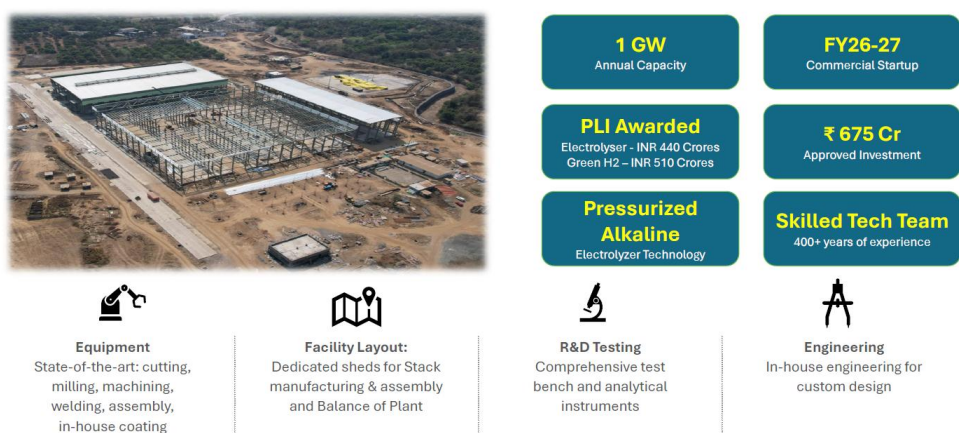 1 GW
Annual Capacity
FY26-27
Commercial Startup
PLI Awarded
Electrolyser - INR 440 Crores
Green H2 – INR 510 Crores
₹ 675 Cr
Approved Investment
Pressurized
Alkaline
Electrolyzer Technology
Skilled Tech Team
400+ years of experience
Equipment
State-of-the-art: cutting,
milling, machining,
welding, assembly,
in-house coating
Facility Layout:
Dedicated sheds for Stack
manufacturing & assembly
and Balance of Plant
R&D Testing
Comprehensive test
bench and analytical
instruments
Engineering
In-house engineering for
custom design